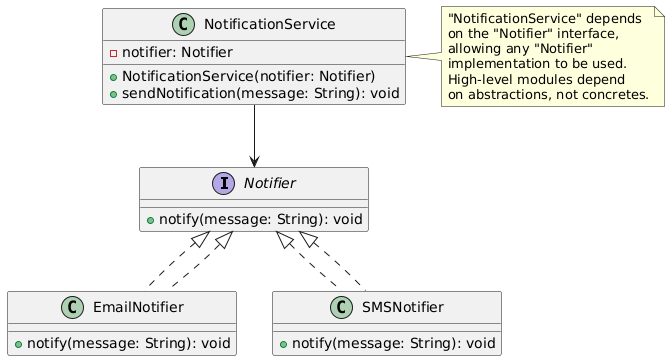 C NotificationService
notifier: Notifier
NotificationService(notifier: Notifier)
sendNotification(message: String): void
"NotificationService" depends
on the "Notifier" interface,
allowing any "Notifier"
implementation to be used.
High-level modules depend
on abstractions, not concretes.
I Notifier
notify(message: String): void
C EmailNotifier
notify(message: String): void
C SMSNotifier
notify(message: String): void